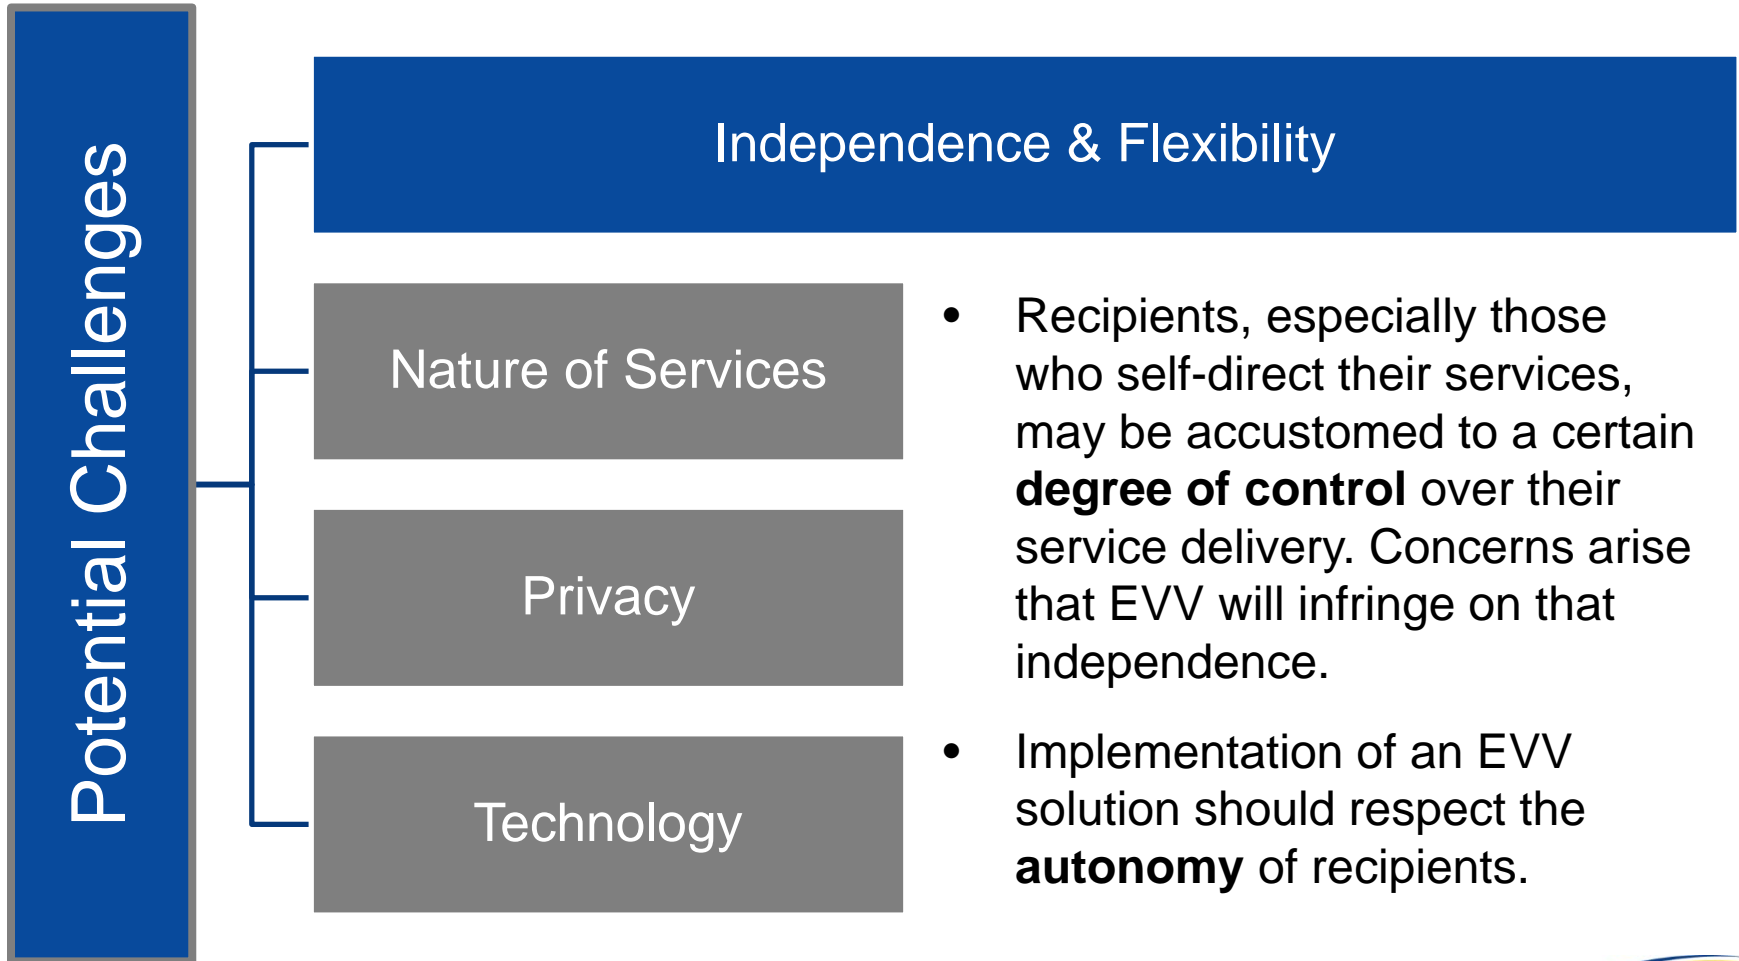 Potential Challenges
Independence & Flexibility
Nature of Services
Privacy
Technology
• Recipients, especially those
who self-direct their services,
may be accustomed to a certain
degree of control over their
service delivery. Concerns arise
that EVV will infringe on that
independence.
• Implementation of an EVV
solution should respect the
autonomy of recipients.